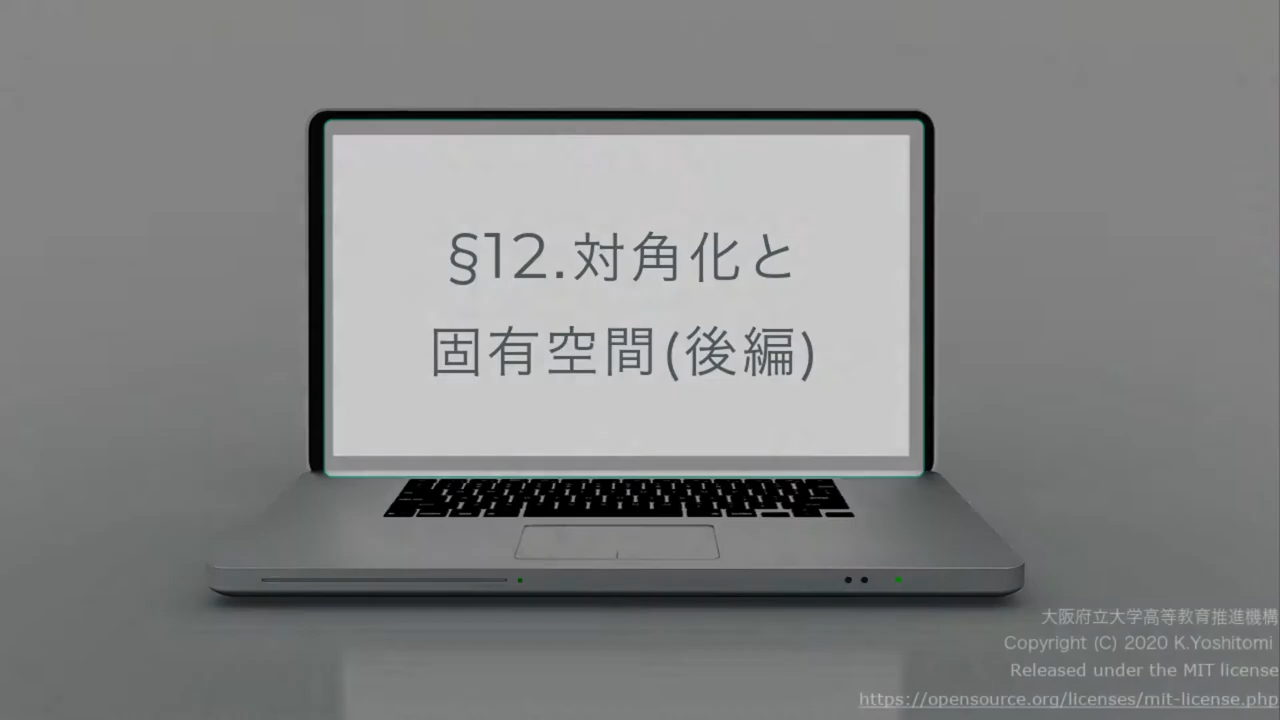 §12.対角化と
固有空間(後編)
大阪府立大学高等教育推進機構
Copyright (C) 2020 K.Yoshitomi
Released under the MIT license
https://opensource.org/licenses/mit-license.php